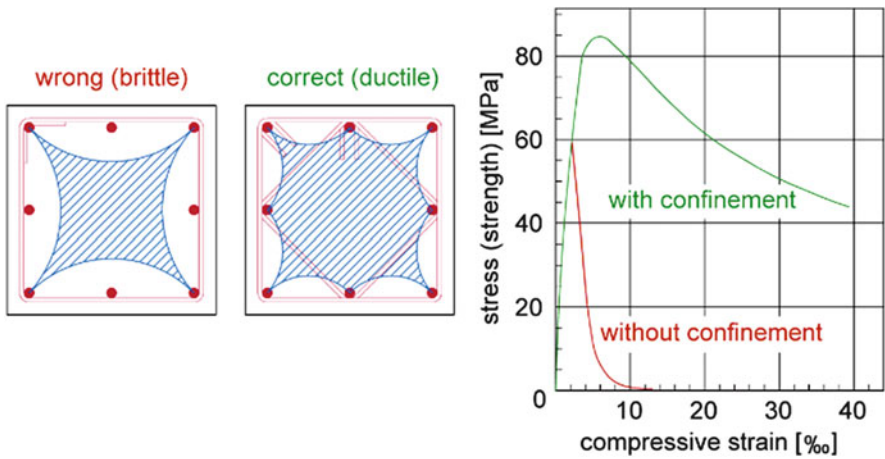 wrong (brittle)
correct (ductile)
stress (strength) [MPa]
80
60
40
20
0
with confinement
without confinement
10
20
30
40
compressive strain [‰]